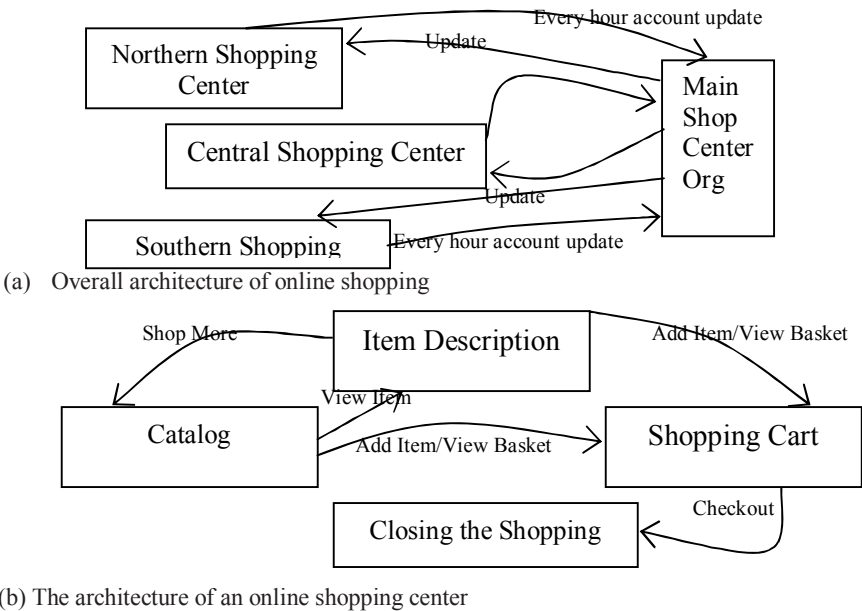 Every hour account update
Northern Shopping
Center
Update
Main
Shop
Center
Org
Central Shopping Center
Update
Southern Shopping
Every hour account update
(a) Overall architecture of online shopping
Shop More
Item Description
Add Item/View Basket
View Item
Catalog
Add Item/View Basket
Shopping Cart
Checkout
Closing the Shopping
(b) The architecture of an online shopping center